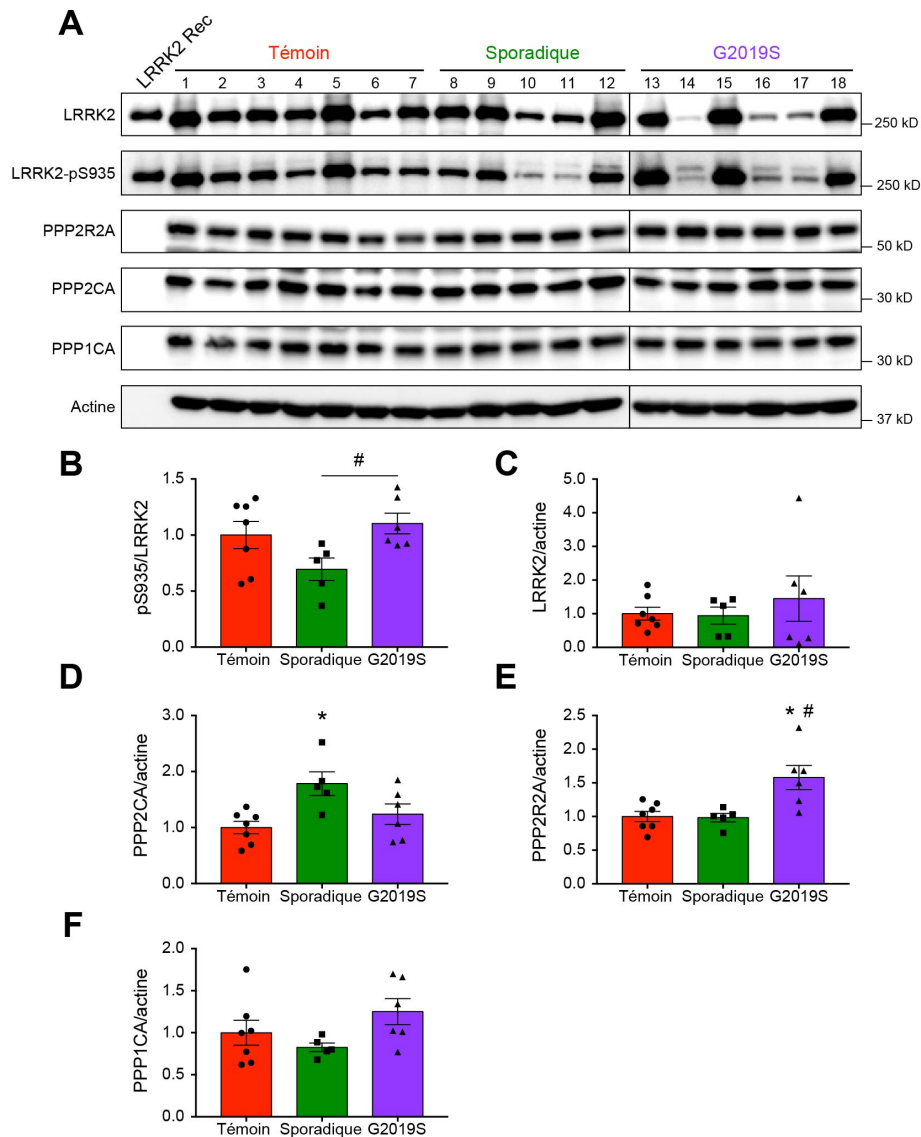 A
LRRK2 Rec
Témoin
Sporadique
G2019S
1 2 3 4 5 6 7 8 9 10 11 12 13 14 15 16 17 18
LRRK2
250 kD
LRRK2-pS935
250 kD
PPP2R2A
50 kD
PPP2CA
30 kD
PPP1CA
30 kD
Actine
37 kD
B
#
pS935/LRRK2
1.5
1.0
0.5
0.0
Témoin Sporadique G2019S
C
LRRK2/actine
5.0
4.0
3.0
2.0
1.0
0.0
Témoin Sporadique G2019S
D
*
PPP2CA/actine
3.0
2.0
1.0
0.0
Témoin Sporadique G2019S
E
* #
PPP2R2A/actine
2.5
2.0
1.5
1.0
0.5
0.0
Témoin Sporadique G2019S
F
PPP1CA/actine
2.0
1.5
1.0
0.5
0.0
Témoin Sporadique G2019S